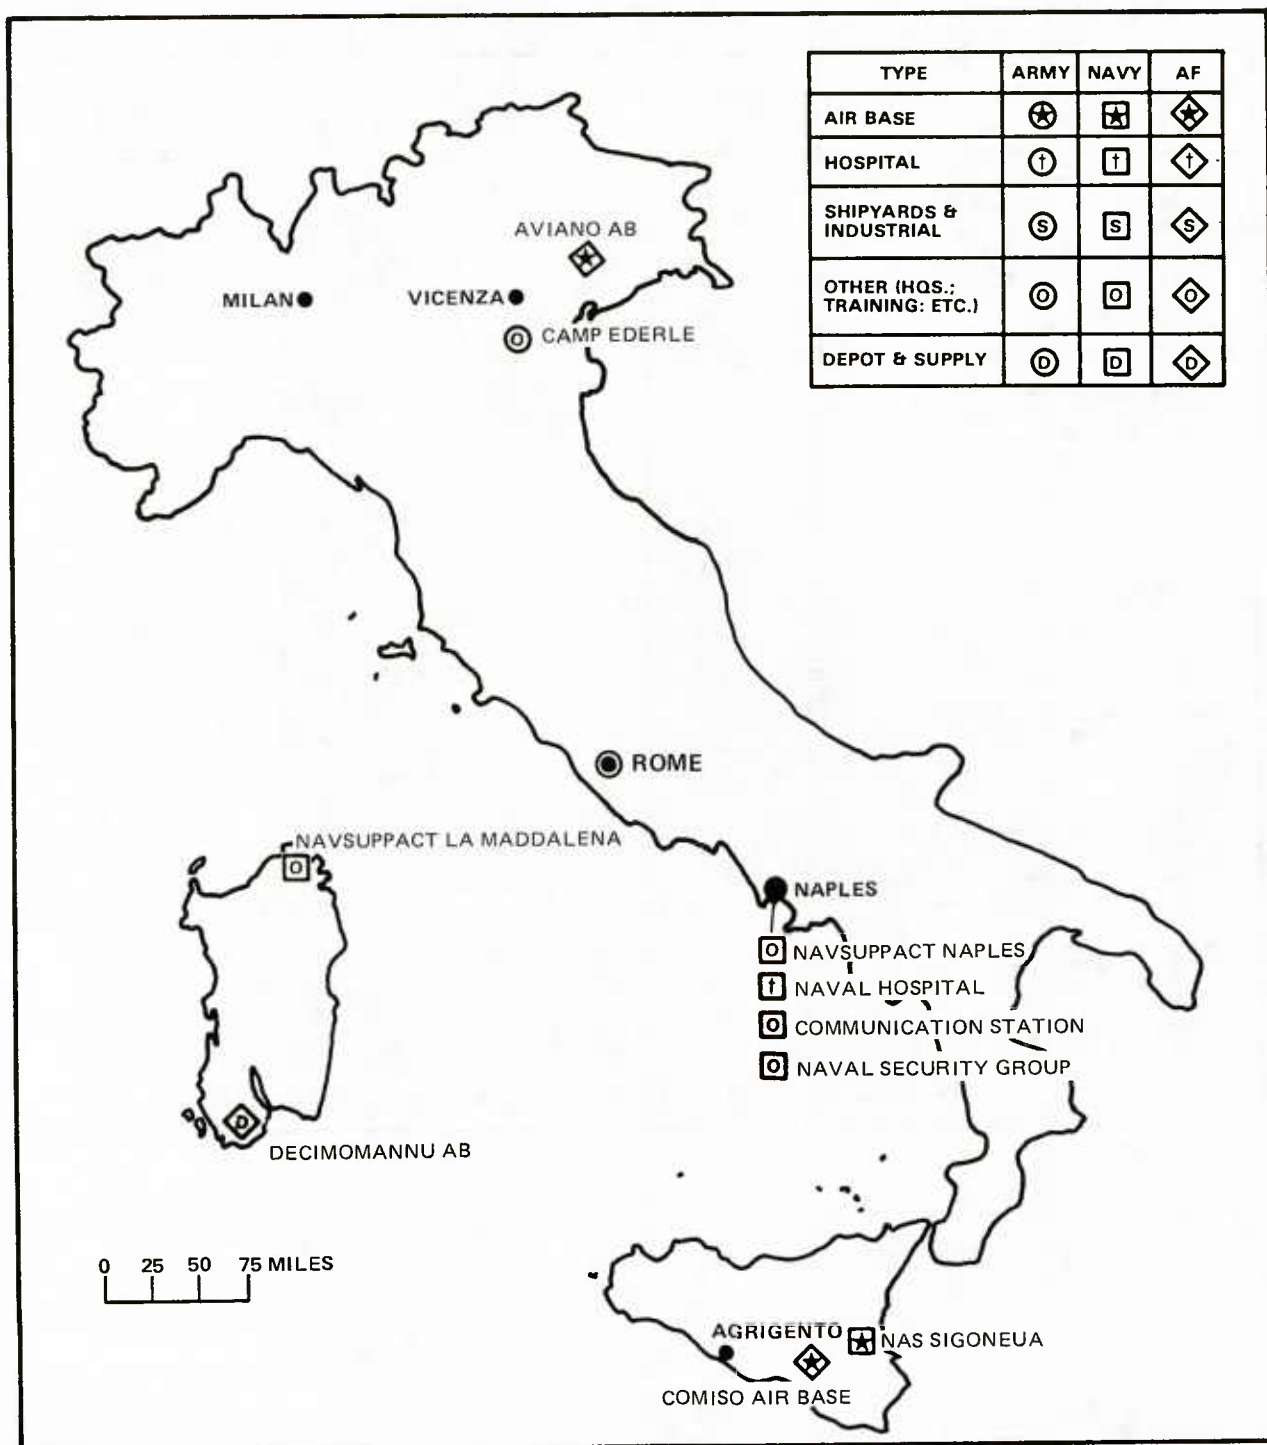 TYPE ARMY NAVY AF
AIR BASE
HOSPITAL † † †
SHIPYARDS &
INDUSTRIAL S S S
OTHER (HQS.;
TRAINING: ETC.) O O O
DEPOT & SUPPLY D D D
AVIANO AB
MILAN
VICENZA
O CAMP EDERLE
ROME
NAVSUPPACT LA MADDALENA
O
NAPLES
O NAVSUPPACT NAPLES
† NAVAL HOSPITAL
O COMMUNICATION STATION
O NAVAL SECURITY GROUP
D
DECIMOMANNU AB
0 25 50 75 MILES
AGRIGENTO
NAS SIGONEUA
COMISO AIR BASE